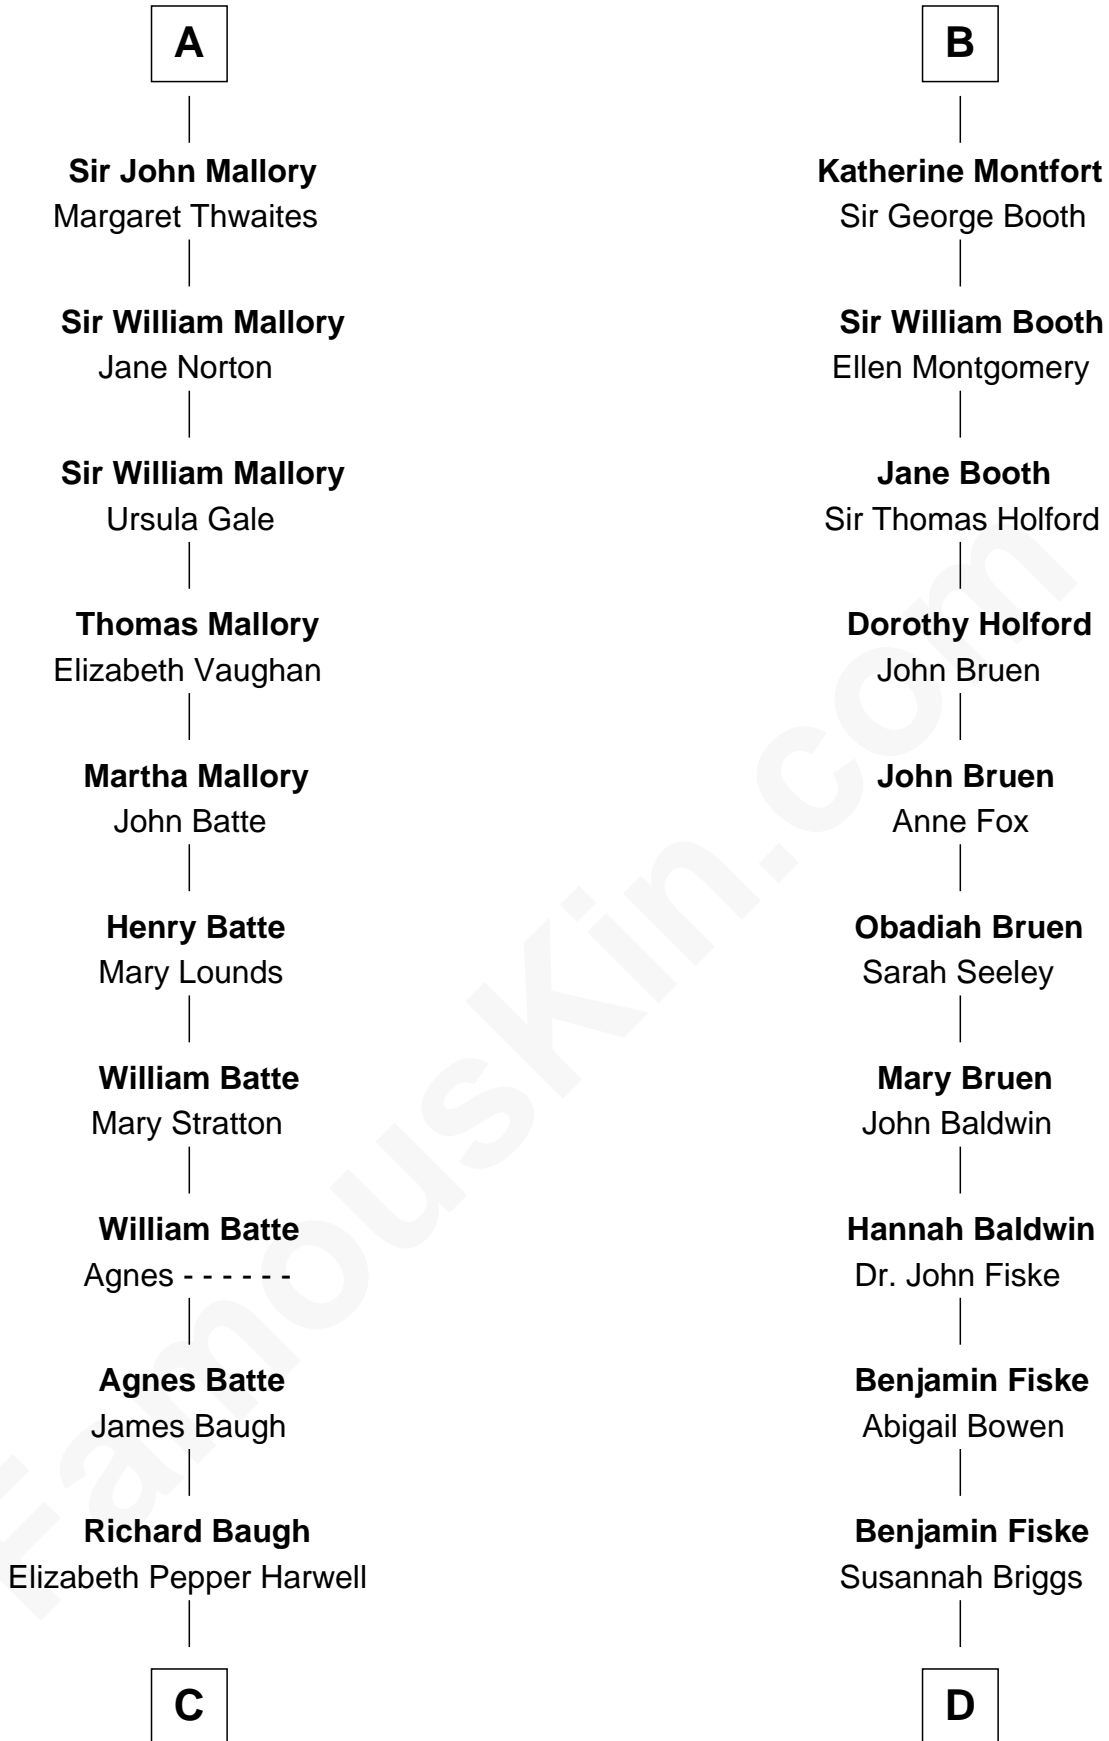 A
Sir John Mallory
Margaret Thwaites
Sir William Mallory
Jane Norton
Sir William Mallory
Ursula Gale
Thomas Mallory
Elizabeth Vaughan
Martha Mallory
John Batte
Henry Batte
Mary Lounds
William Batte
Mary Stratton
William Batte
Agnes - - - - - -
Agnes Batte
James Baugh
Richard Baugh
Elizabeth Pepper Harwell
C
B
Katherine Montfort
Sir George Booth
Sir William Booth
Ellen Montgomery
Jane Booth
Sir Thomas Holford
Dorothy Holford
John Bruen
John Bruen
Anne Fox
Obadiah Bruen
Sarah Seeley
Mary Bruen
John Baldwin
Hannah Baldwin
Dr. John Fiske
Benjamin Fiske
Abigail Bowen
Benjamin Fiske
Susannah Briggs
D
FamousKin.com